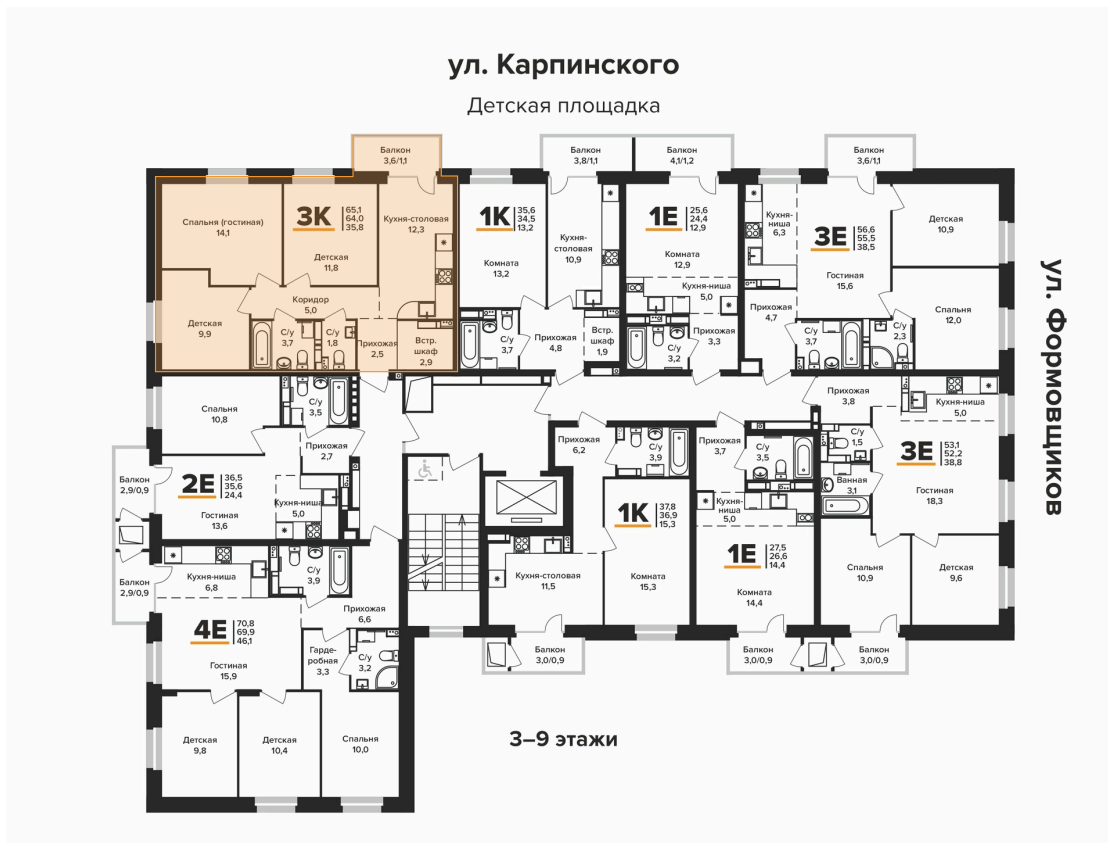 ул. Карпинского
Детская площадка
ул. Формовщиков
Балкон
3,6/1,1
Спальня (гостиная)
14,1
3К
65,1
64,0
35,8
Кухня-столовая
12,3
Детская
11,8
Коридор
5,0
Детская
9,9
С/у
3,7
С/у
1,8
Прихожая
2,5
Встр.
шкаф
2,9
Балкон
3,8/1,1
1К
35,6
34,5
13,2
Комната
13,2
Кухня-
столовая
10,9
С/у
3,7
Прихожая
4,8
Встр.
шкаф
1,9
Балкон
4,1/1,2
1Е
25,6
24,4
12,9
Комната
12,9
Кухня-ниша
5,0
С/у
3,2
Прихожая
3,3
Балкон
3,6/1,1
Кухня-
ниша
6,3
3Е
56,6
55,5
38,5
Гостиная
15,6
Детская
10,9
Спальня
12,0
Прихожая
4,7
С/у
3,7
С/у
2,3
Спальня
10,8
С/у
3,5
Прихожая
2,7
Балкон
2,9/0,9
2Е
36,5
35,6
24,4
Гостиная
13,6
Кухня-ниша
5,0
Балкон
2,9/0,9
Кухня-ниша
6,8
С/у
3,9
Прихожая
6,6
4Е
70,8
69,9
46,1
Гостиная
15,9
Гарде-
робная
3,3
С/у
3,2
Детская
9,8
Детская
10,4
Спальня
10,0
Прихожая
6,2
С/у
3,9
1К
37,8
36,9
15,3
Кухня-столовая
11,5
Комната
15,3
Балкон
3,0/0,9
Прихожая
3,7
С/у
3,5
Кухня-
ниша
5,0
1Е
27,5
26,6
14,4
Комната
14,4
Балкон
3,0/0,9
Прихожая
3,8
Кухня-ниша
5,0
С/у
1,5
3Е
53,1
52,2
38,8
Ванная
3,1
Гостиная
18,3
Спальня
10,9
Детская
9,6
Балкон
3,0/0,9
3–9 этажи